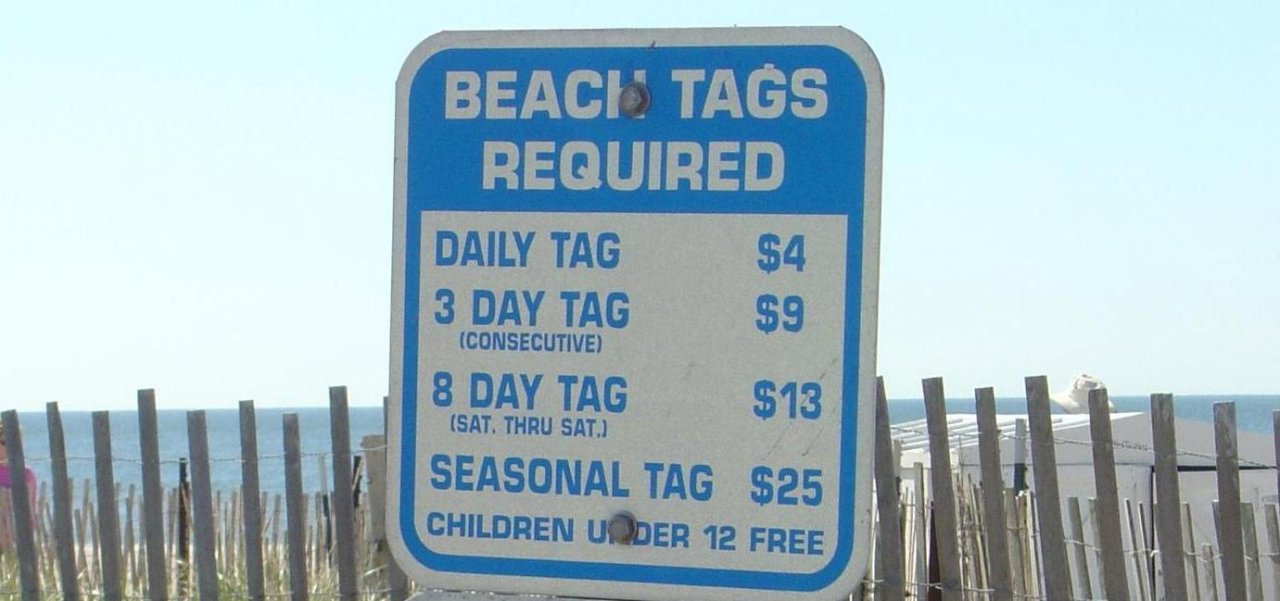 BEACH TAGS
REQUIRED
DAILY TAG $4
3 DAY TAG $9
(CONSECUTIVE)
8 DAY TAG $13
(SAT. THRU SAT.)
SEASONAL TAG $25
CHILDREN UNDER 12 FREE